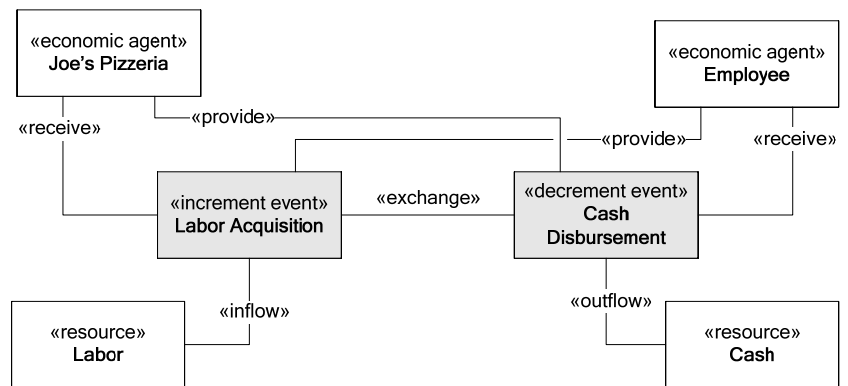 «economic agent»
Joe's Pizzeria
«economic agent»
Employee
«receive»
«provide»
«provide»
«receive»
«increment event»
Labor Acquisition
«exchange»
«decrement event»
Cash
Disbursement
«inflow»
«outflow»
«resource»
Labor
«resource»
Cash